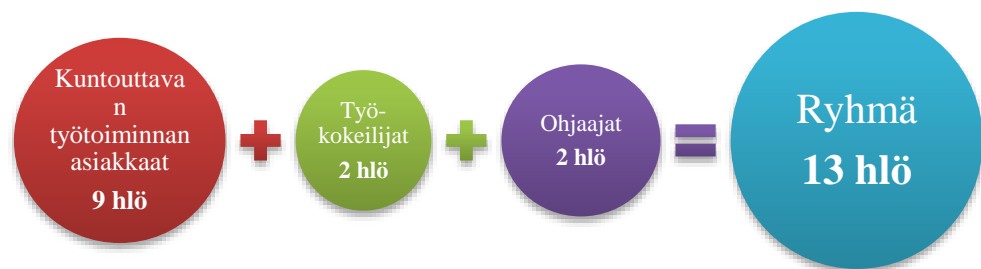 Kuntouttava
n
työtoiminnan
asiakkaat
9 hlö
Työ-
kokeilijat
2 hlö
Ohjaajat
2 hlö
Ryhmä
13 hlö